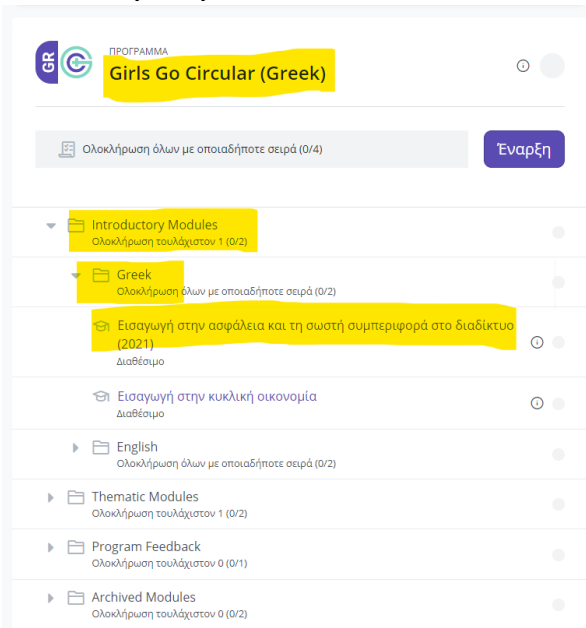 GR
ΠΡΟΓΡΑΜΜΑ
Girls Go Circular (Greek)
Ολοκλήρωση όλων με οποιαδήποτε σειρά (0/4)
Έναρξη
Introductory Modules
Ολοκλήρωση τουλάχιστον 1 (0/2)
Greek
Ολοκλήρωση όλων με οποιαδήποτε σειρά (0/2)
Εισαγωγή στην ασφάλεια και τη σωστή συμπεριφορά στο διαδίκτυο
(2021)
Διαθέσιμο
Εισαγωγή στην κυκλική οικονομία
Διαθέσιμο
English
Ολοκλήρωση όλων με οποιαδήποτε σειρά (0/2)
Thematic Modules
Ολοκλήρωση τουλάχιστον 1 (0/2)
Program Feedback
Ολοκλήρωση τουλάχιστον 0 (0/1)
Archived Modules
Ολοκλήρωση τουλάχιστον 0 (0/2)